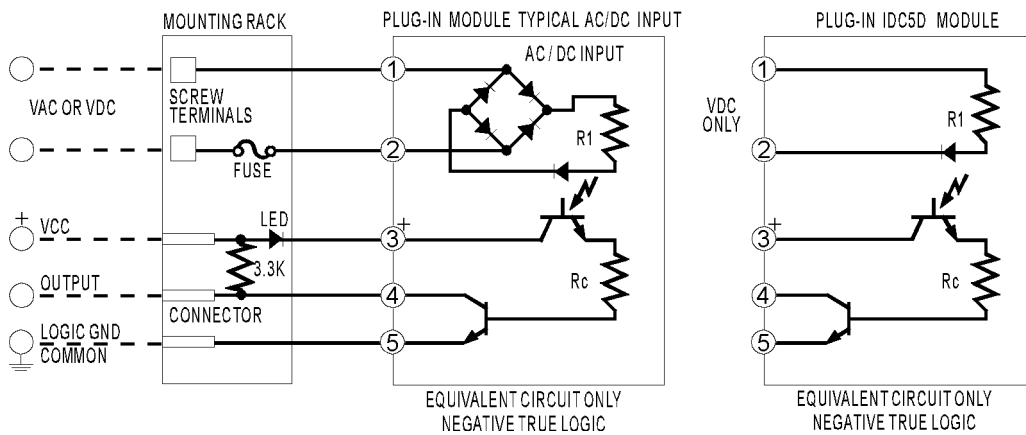 MOUNTING RACK
PLUG-IN MODULE TYPICAL AC/DC INPUT
PLUG-IN IDC5D MODULE
AC / DC INPUT
1
1
VAC OR VDC
SCREW
TERMINALS
R1
VDC
ONLY
R1
2
2
FUSE
+
VCC
LED
3
+
3
+
3.3K
Rc
Rc
OUTPUT
4
4
CONNECTOR
LOGIC GND
COMMON
5
5
EQUIVALENT CIRCUIT ONLY
NEGATIVE TRUE LOGIC
EQUIVALENT CIRCUIT ONLY
NEGATIVE TRUE LOGIC